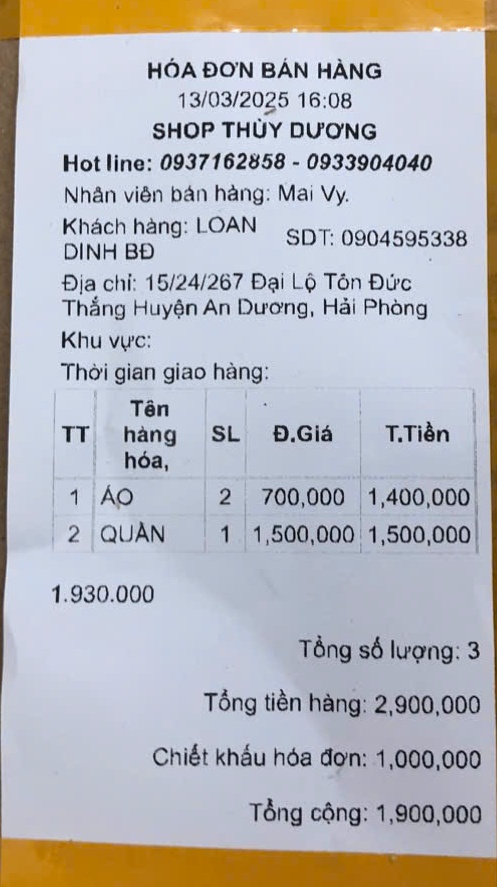 HÓA ĐƠN BÁN HÀNG
13/03/2025 16:08
SHOP THÙY DƯƠNG
Hot line: 0937162858 - 0933904040
Nhân viên bán hàng: Mai Vy.
Khách hàng: LOAN DINH BĐ SDT: 0904595338
Địa chỉ: 15/24/267 Đại Lộ Tôn Đức
Thắng Huyện An Dương, Hải Phòng
Khu vực:
Thời gian giao hàng:
TT Tên hàng hóa, SL Đ.Giá T.Tiền
1 ÁO 2 700,000 1,400,000
2 QUÀN 1 1,500,000 1,500,000
1.930.000
Tổng số lượng: 3
Tổng tiền hàng: 2,900,000
Chiết khấu hóa đơn: 1,000,000
Tổng cộng: 1,900,000